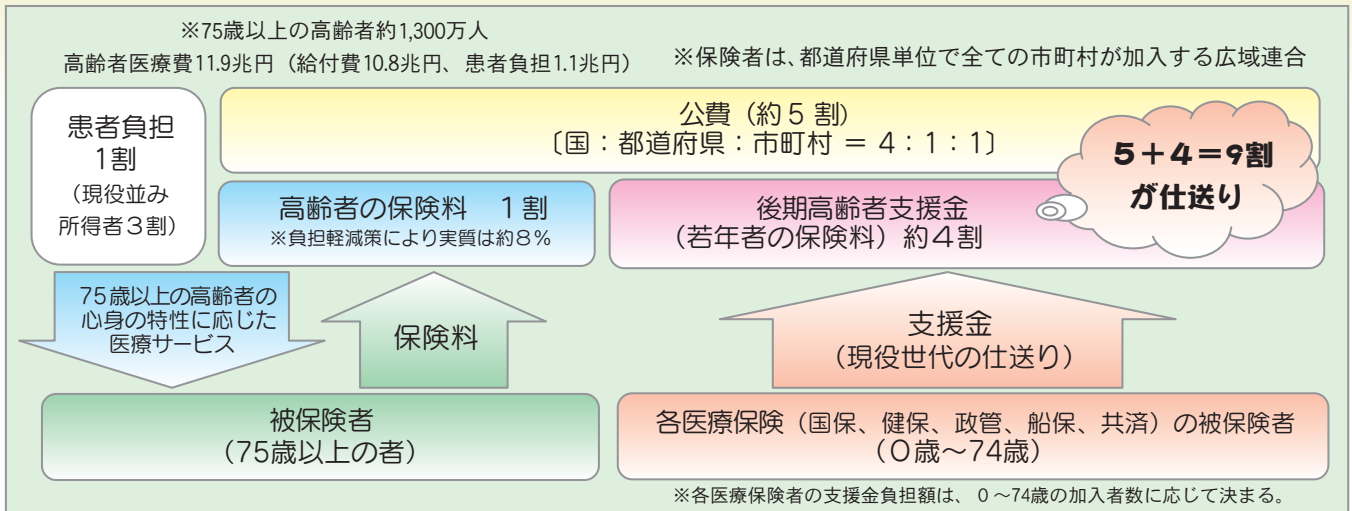 ※75歳以上の高齢者約1,300万人
高齢者医療費11.9兆円（給付費10.8兆円、患者負担1.1兆円）
※保険者は、都道府県単位で全ての市町村が加入する広域連合
患者負担
1割
（現役並み
所得者３割）
公費（約５割）
〔国：都道府県：市町村 ＝ 4：1：1〕
5＋4＝9割
が仕送り
高齢者の保険料　１割
※負担軽減策により実質は約８％
後期高齢者支援金
（若年者の保険料）約４割
75歳以上の高齢者の
心身の特性に応じた
医療サービス
保険料
支援金
（現役世代の仕送り）
被保険者
（75歳以上の者）
各医療保険（国保、健保、政管、船保、共済）の被保険者
（０歳～74歳）
※各医療保険者の支援金負担額は、０～74歳の加入者数に応じて決まる。